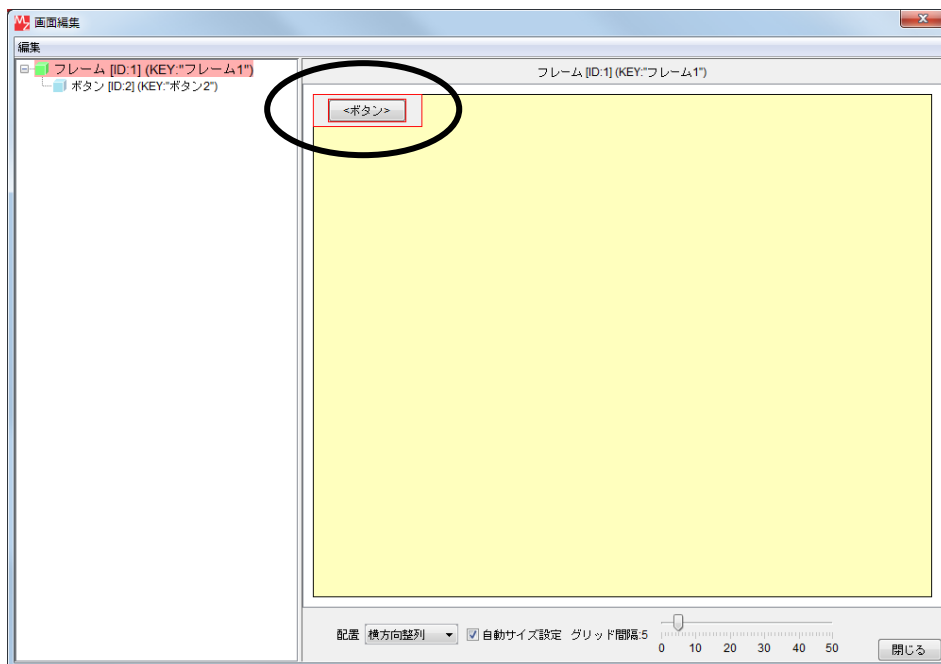 画面編集
編集
フレーム [ID:1] (KEY:"フレーム1")
ボタン [ID:2] (KEY:"ボタン2")
フレーム [ID:1] (KEY:"フレーム1")
<ボタン>
配置 横方向整列 自動サイズ設定 グリッド間隔:5
0 10 20 30 40 50
閉じる